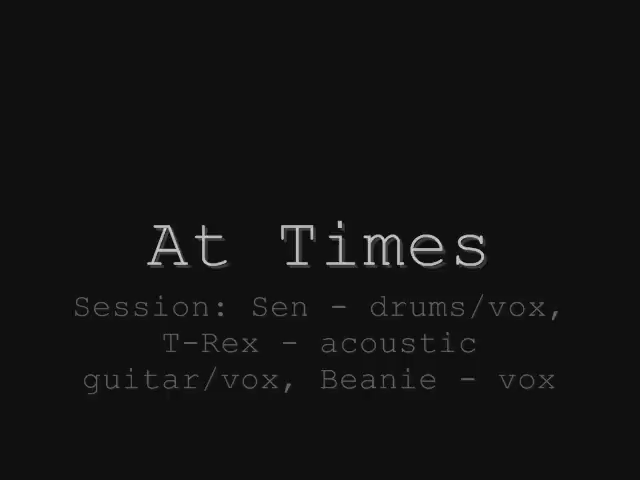 At Times
Session: Sen - drums/vox,
T-Rex - acoustic
guitar/vox, Beanie - vox